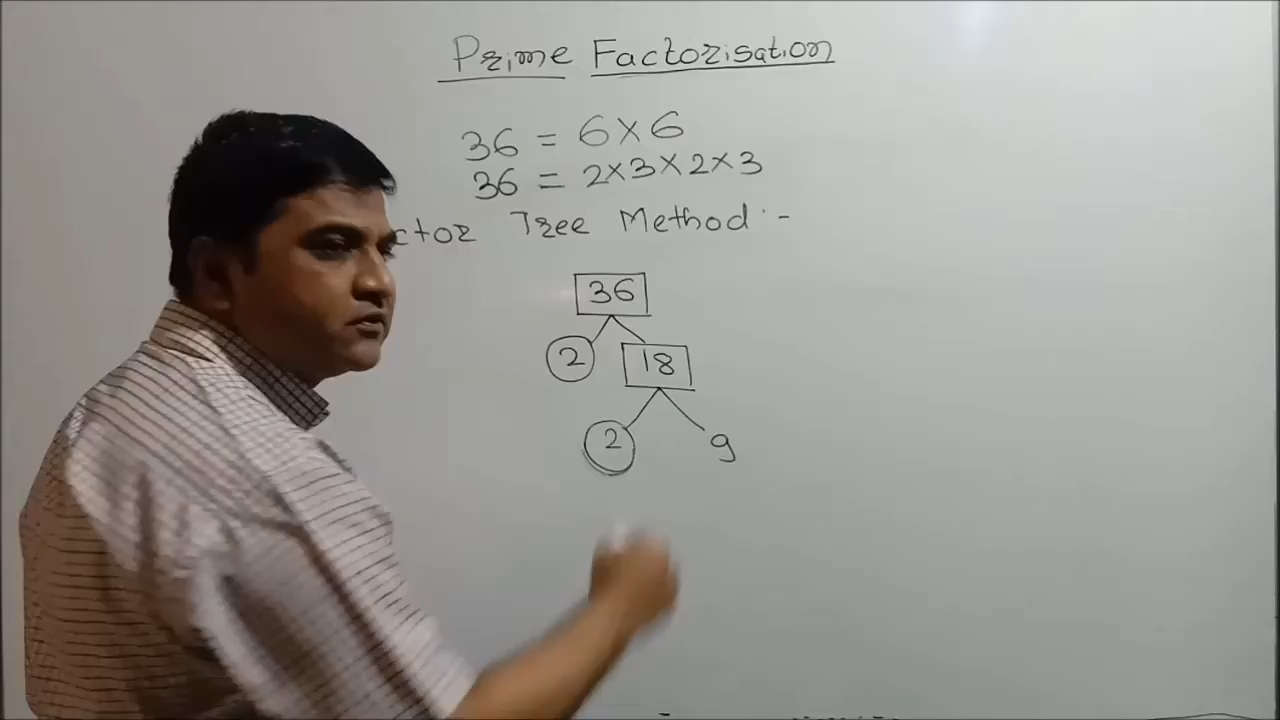 Prime Factorisation
36 = 6×6
36 = 2×3×2×3
ctor Tree Method :-
36
2 18
2 9